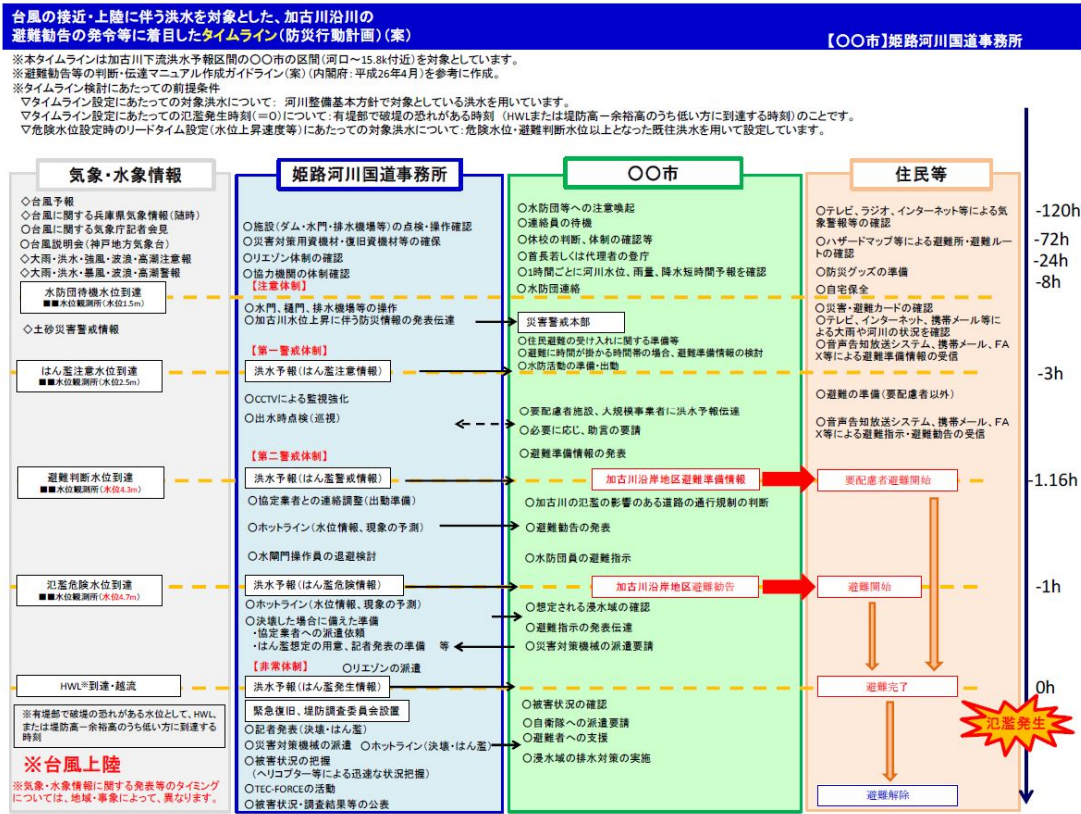 台風の接近・上陸に伴う洪水を対象とした、加古川沿川の
避難勧告の発令等に着目したタイムライン(防災行動計画)(案)
【〇〇市】姫路河川国道事務所
※本タイムラインは加古川下流洪水予報区間の〇〇市の区間(河口～15.8k付近)を対象としています。
※避難勧告等の判断・伝達マニュアル作成ガイドライン(案)(内閣府:平成26年4月)を参考に作成。
※タイムライン検討にあたっての前提条件
▽タイムライン設定にあたっての対象洪水について: 河川整備基本方針で対象としている洪水を用いています。
▽タイムライン設定にあたっての氾濫発生時刻(=0)について:有堤部で破堤の恐れがある時刻 (HWLまたは堤防高ー余裕高のうち低い方に到達する時刻)のことです。
▽危険水位設定時のリードタイム設定(水位上昇速度等)にあたっての対象洪水について:危険水位・避難判断水位以上となった既往洪水を用いて設定しています。
気象・水象情報
◇台風予報
◇台風に関する兵庫県気象情報(随時)
◇台風に関する気象庁記者会見
◇台風説明会(神戸地方気象台)
◇大雨・洪水・強風・波浪・高潮注意報
◇大雨・洪水・暴風・波浪・高潮警報
水防団待機水位到達
■■水位観測所(水位1.5m)
◇土砂災害警戒情報
はん濫注意水位到達
■■水位観測所(水位2.5m)
避難判断水位到達
■■水位観測所(水位4.3m)
氾濫危険水位到達
■■水位観測所(水位4.7m)
HWL※到達・越流
※有堤部で破堤の恐れがある水位として、HWL、
または堤防高ー余裕高のうち低い方に到達する
時刻
※台風上陸
※気象・水象情報に関する発表等のタイミング
については、地域・事象によって、異なります。
姫路河川国道事務所
〇施設(ダム・水門・排水機場等)の点検・操作確認
〇災害対策用資機材・復旧資機材等の確保
〇リエゾン体制の確認
〇協力機関の体制確認
【注意体制】
〇水門、樋門、排水機場等の操作
〇加古川水位上昇に伴う防災情報の発表伝達
【第一警戒体制】
洪水予報(はん濫注意情報)
〇CCTVによる監視強化
〇出水時点検(巡視)
【第二警戒体制】
洪水予報(はん濫警戒情報)
〇協定業者との連絡調整(出動準備)
〇ホットライン(水位情報、現象の予測)
〇水閘門操作員の退避検討
洪水予報(はん濫危険情報)
〇ホットライン(水位情報、現象の予測)
〇決壊した場合に備えた準備
・協定業者への派遣依頼
・はん濫想定の用意、記者発表の準備 等
【非常体制】 〇リエゾンの派遣
洪水予報(はん濫発生情報)
緊急復旧、堤防調査委員会設置
〇記者発表(決壊・はん濫)
〇災害対策機械の派遣 〇ホットライン(決壊・はん濫)
〇被害状況の把握
(ヘリコプター等による迅速な状況把握)
〇TEC-FORCEの活動
〇被害状況・調査結果等の公表
〇〇市
〇水防団等への注意喚起
〇連絡員の待機
〇休校の判断、体制の確認等
〇首長若しくは代理者の登庁
〇1時間ごとに河川水位、雨量、降水短時間予報を確認
〇水防団連絡
災害警戒本部
〇住民避難の受け入れに関する準備等
〇避難に時間が掛かる時間帯の場合、避難準備情報の検討
〇水防活動の準備・出動
〇要配慮者施設、大規模事業者に洪水予報伝達
〇必要に応じ、助言の要請
〇避難準備情報の発表
加古川沿岸地区避難準備情報
〇加古川の氾濫の影響のある道路の通行規制の判断
〇避難勧告の発表
〇水防団員の避難指示
加古川沿岸地区避難勧告
〇想定される浸水域の確認
〇避難指示の発表伝達
〇災害対策機械の派遣要請
〇被害状況の確認
〇自衛隊への派遣要請
〇避難者への支援
〇浸水域の排水対策の実施
住民等
〇テレビ、ラジオ、インターネット等による気
象警報等の確認
〇ハザードマップ等による避難所・避難ルー
トの確認
〇防災グッズの準備
〇自宅保全
〇災害・避難カードの確認
〇テレビ、インターネット、携帯メール等によ
る大雨や河川の状況を確認
〇音声告知放送システム、携帯メール、FA
X等による避難準備情報の受信
〇避難の準備(要配慮者以外)
〇音声告知放送システム、携帯メール、FA
X等による避難指示・避難勧告の受信
要配慮者避難開始
避難開始
避難完了
避難解除
-120h
-72h
-24h
-8h
-3h
-1.16h
-1h
0h
氾濫発生